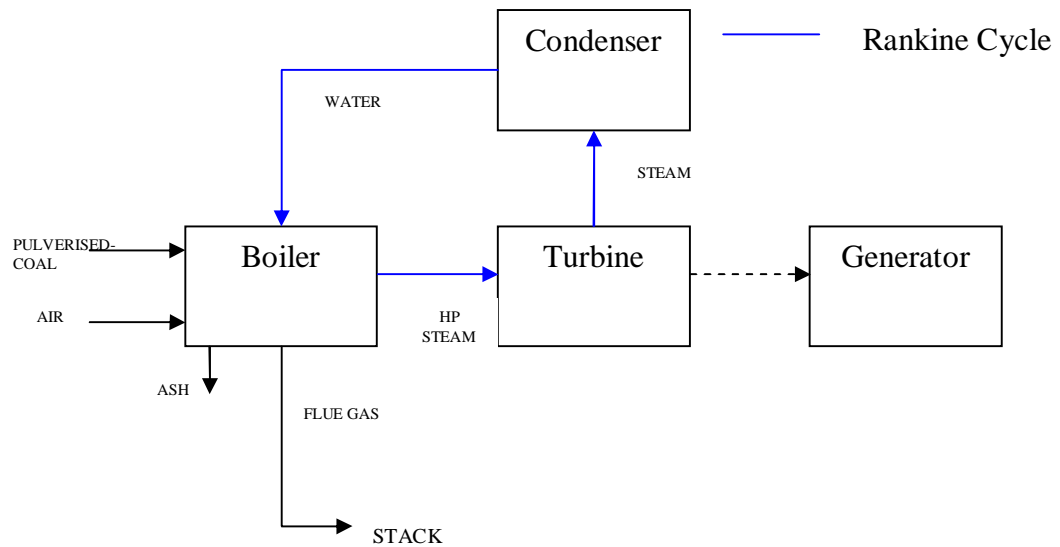 Condenser
Rankine Cycle
WATER
STEAM
PULVERISED-
COAL
Boiler
Turbine
Generator
AIR
HP
STEAM
ASH
FLUE GAS
STACK